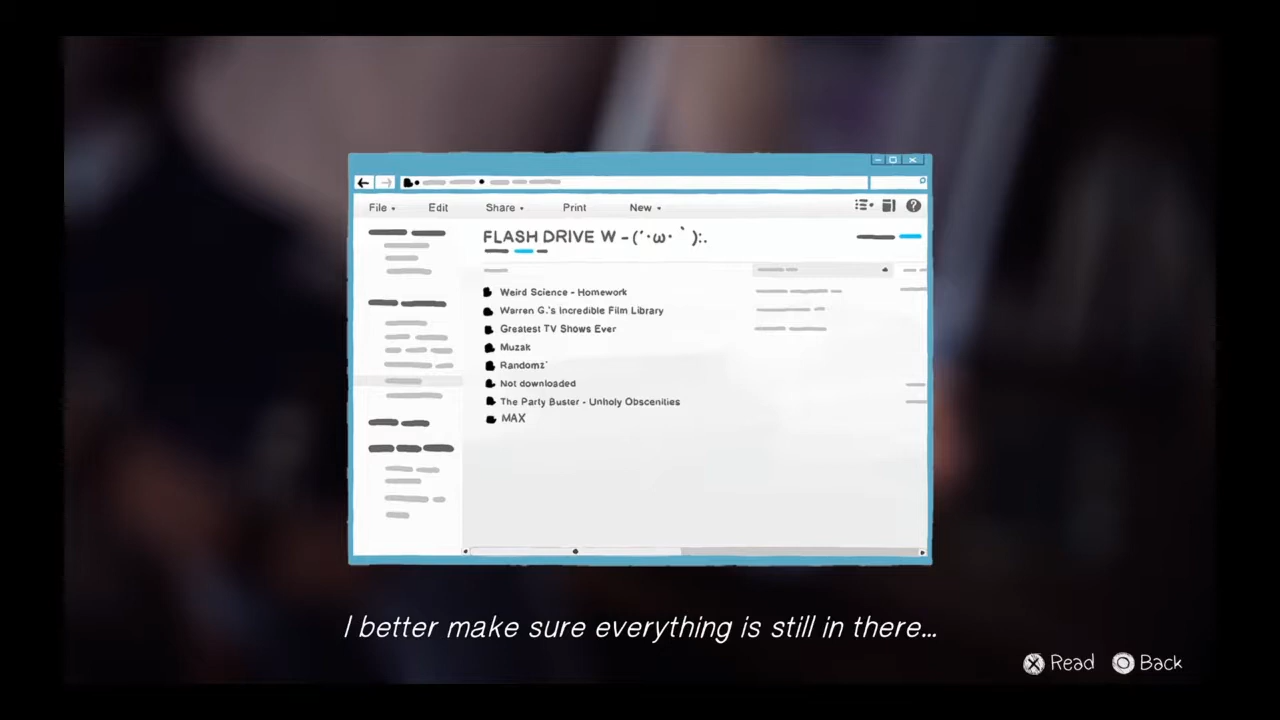 File Edit Share Print New
FLASH DRIVE W - (´･ω･｀):.
Weird Science - Homework
Warren G.'s Incredible Film Library
Greatest TV Shows Ever
Muzak
Randomz`
Not downloaded
The Party Buster - Unholy Obscenities
MAX
I better make sure everything is still in there...
Read Back